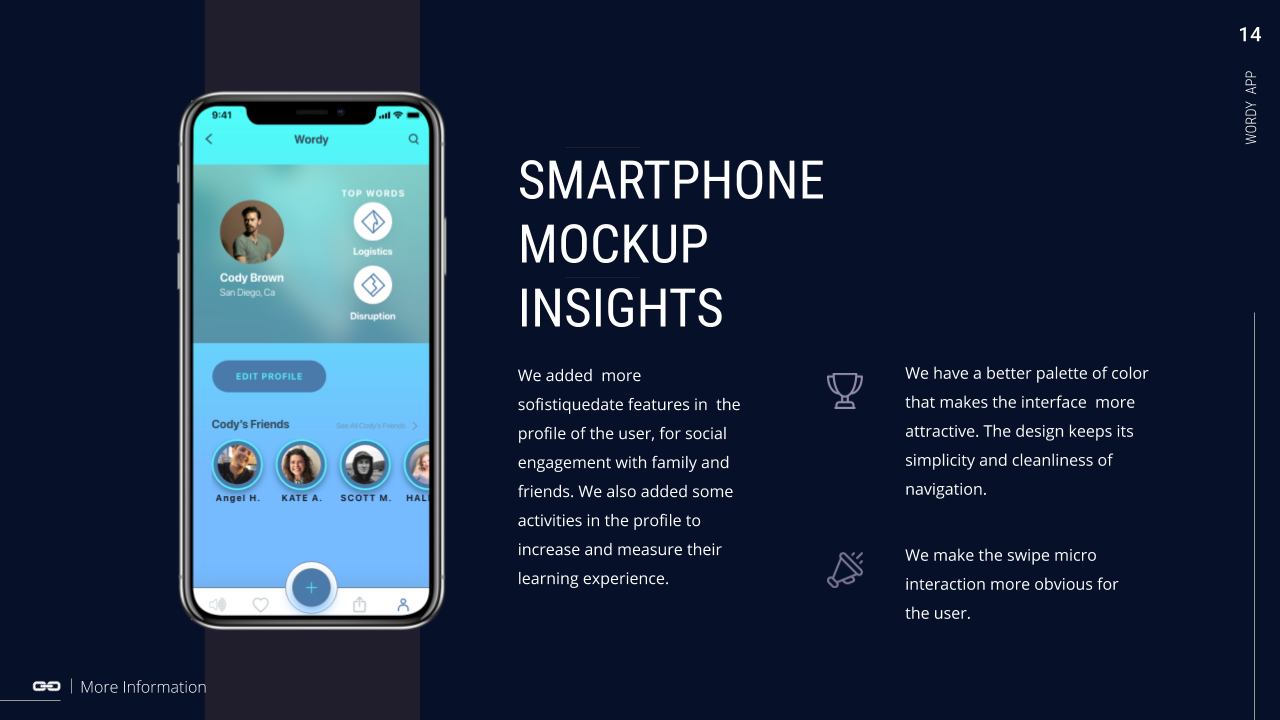 14
WORDY APP
9:41
Wordy
TOP WORDS
Logistics
Cody Brown
San Diego, Ca
Disruption
EDIT PROFILE
Cody's Friends
See All Cody's Friends
Angel H.
KATE A.
SCOTT M.
HALL
SMARTPHONE
MOCKUP
INSIGHTS
We added  more
sofistiquedate features in  the
profile of the user, for social
engagement with family and
friends. We also added some
activities in the profile to
increase and measure their
learning experience.
We have a better palette of color
that makes the interface  more
attractive. The design keeps its
simplicity and cleanliness of
navigation.
We make the swipe micro
interaction more obvious for
the user.
More Information